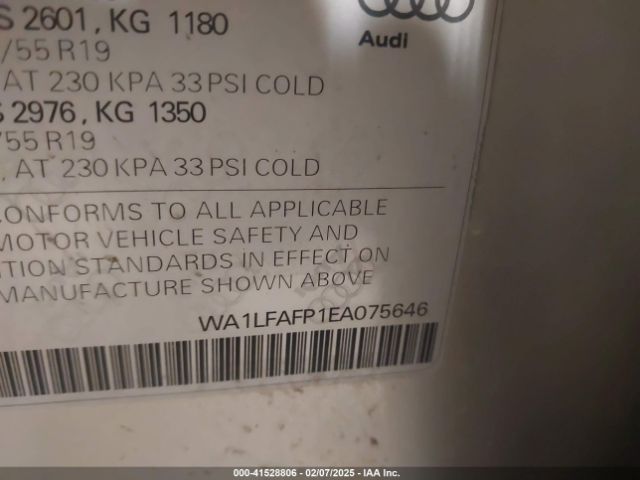 S 2601, KG 1180
/55 R19
AT 230 KPA 33 PSI COLD
S 2976, KG 1350
/55 R19
, AT 230 KPA 33 PSI COLD
Audi
CONFORMS TO ALL APPLICABLE
MOTOR VEHICLE SAFETY AND
TION STANDARDS IN EFFECT ON
MANUFACTURE SHOWN ABOVE
WA1LFAFP1EA075646
000-41528806 - 02/07/2025 - IAA Inc.